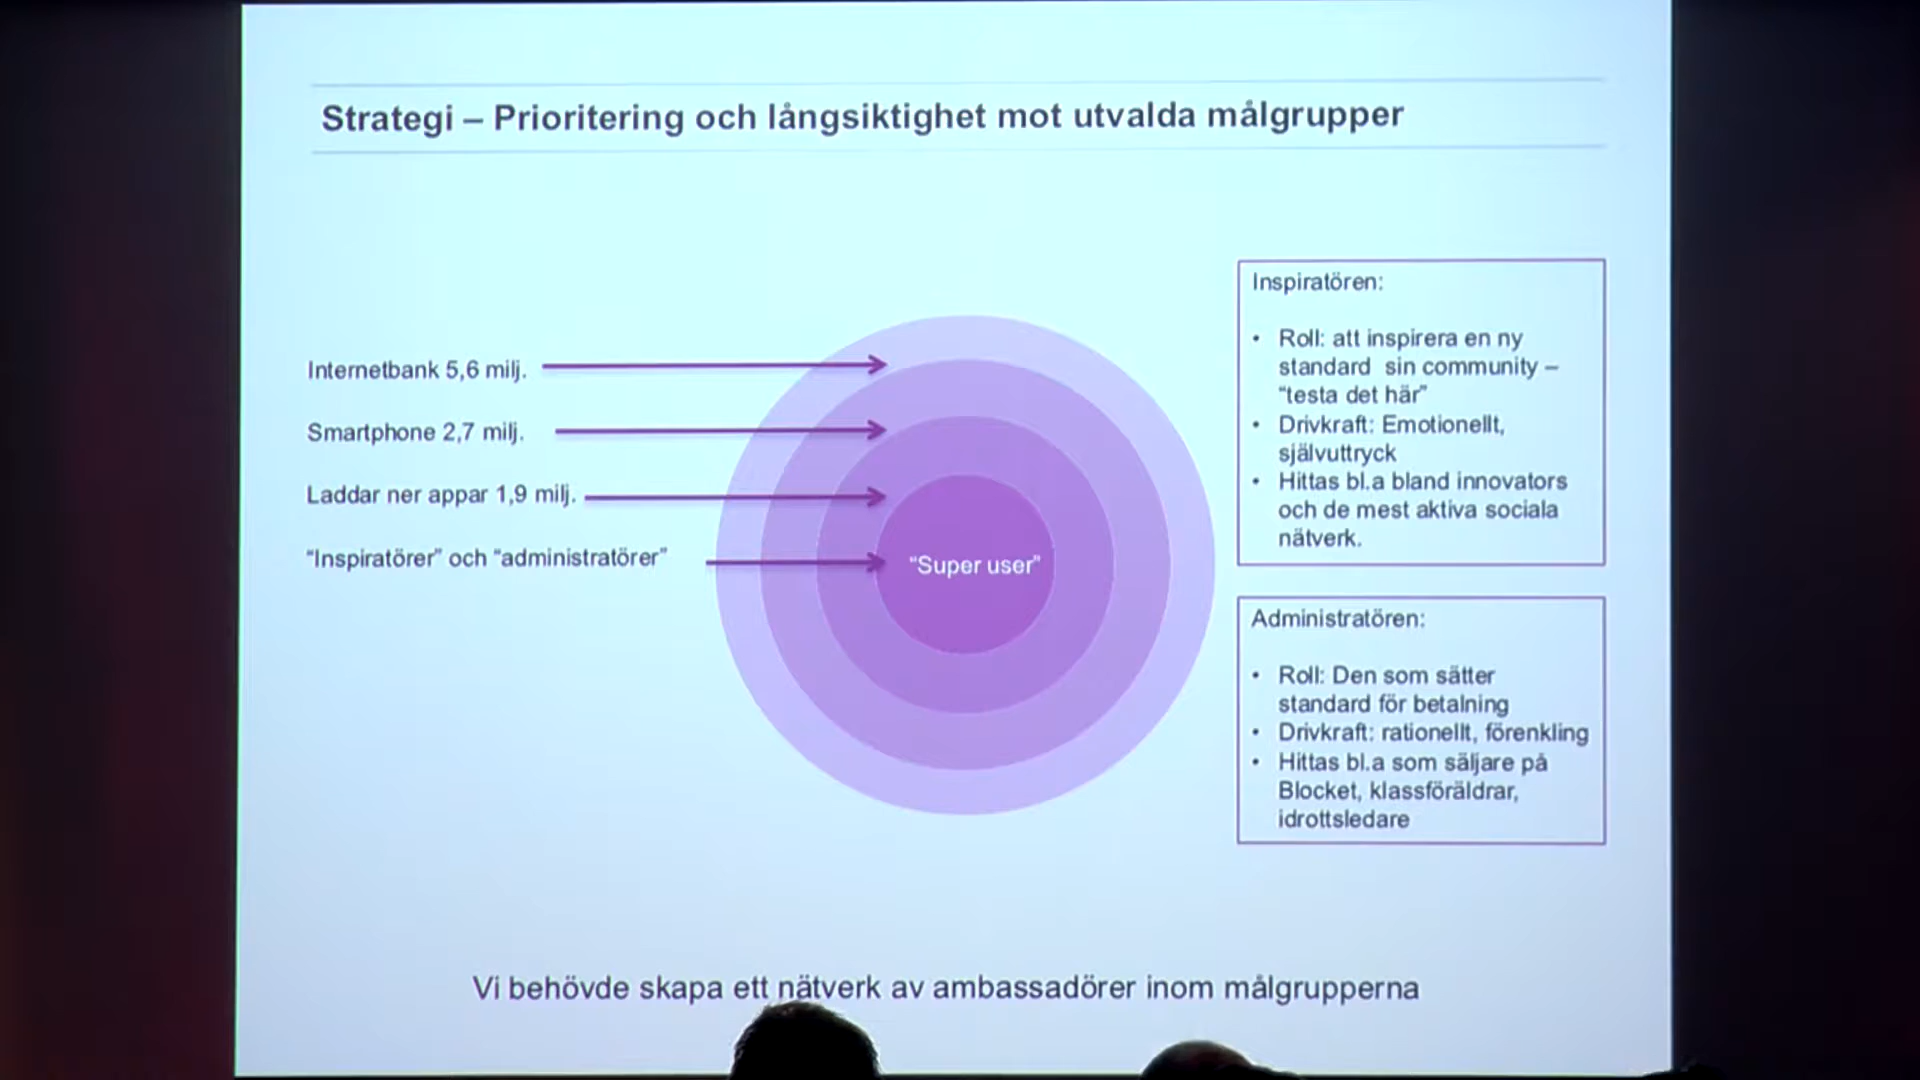 Strategi – Prioritering och långsiktighet mot utvalda målgrupper
Internetbank 5,6 milj.
Smartphone 2,7 milj.
Laddar ner appar 1,9 milj.
"Inspiratörer" och "administratörer"
"Super user"
Inspiratören:
• Roll: att inspirera en ny
standard sin community –
"testa det här"
• Drivkraft: Emotionellt,
självuttryck
• Hittas bl.a bland innovators
och de mest aktiva sociala
nätverk.
Administratören:
• Roll: Den som sätter
standard för betalning
• Drivkraft: rationellt, förenkling
• Hittas bl.a som säljare på
Blocket, klassföräldrar,
idrottsledare
Vi behövde skapa ett nätverk av ambassadörer inom målgrupperna